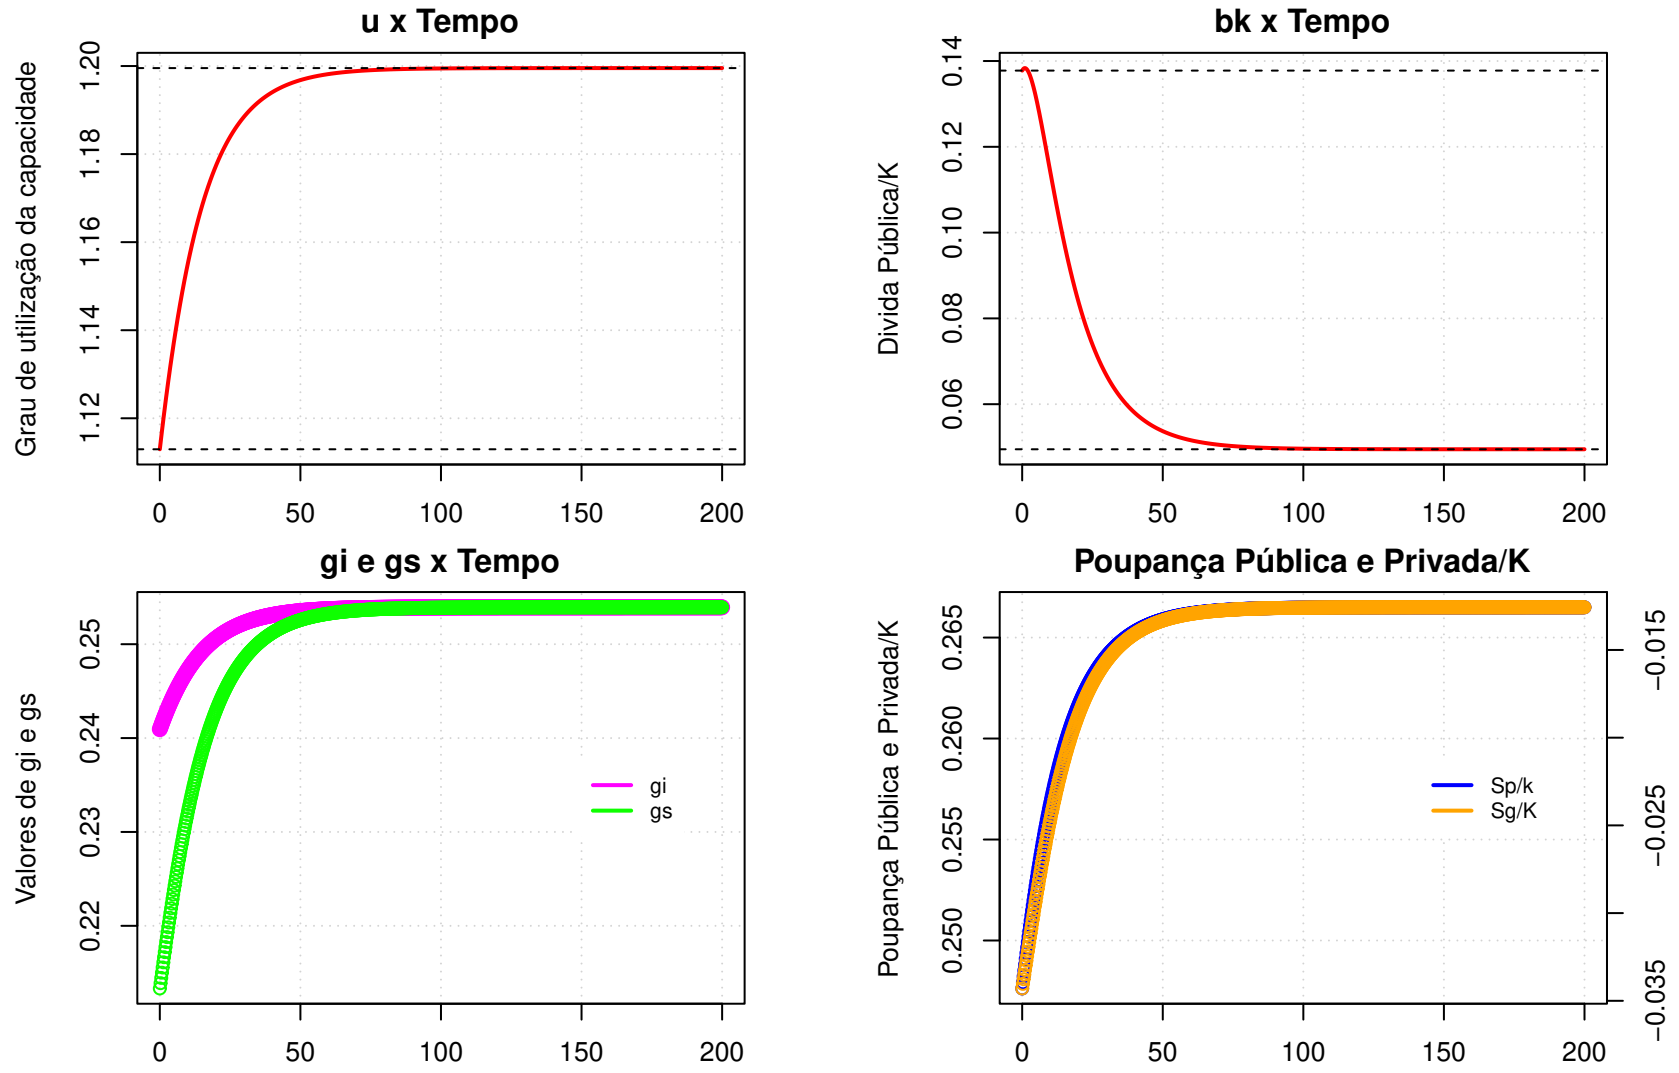 u x Tempo
Grau de utilização da capacidade
1.20
1.18
1.16
1.14
1.12
0 50 100 150 200
bk x Tempo
Divida Pública/K
0.14
0.12
0.10
0.08
0.06
0 50 100 150 200
gi e gs x Tempo
Valores de gi e gs
0.25
0.24
0.23
0.22
gi
gs
0 50 100 150 200
Poupança Pública e Privada/K
Poupança Pública e Privada/K
0.265
0.260
0.255
0.250
Sp/k
Sg/K
−0.015
−0.025
−0.035
0 50 100 150 200